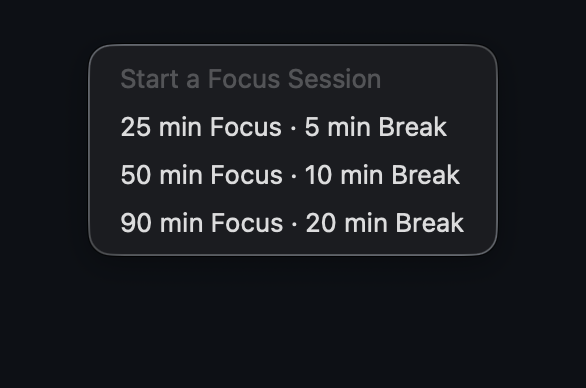 Start a Focus Session
25 min Focus · 5 min Break
50 min Focus · 10 min Break
90 min Focus · 20 min Break